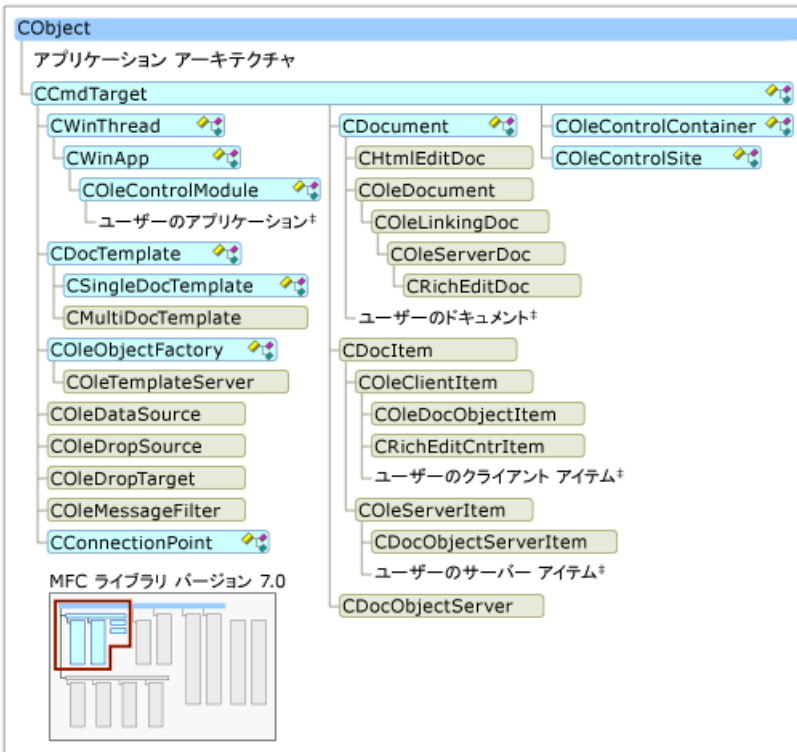 CObject
アプリケーション アーキテクチャ
CCmdTarget
CWinThread
CWinApp
COleControlModule
ユーザーのアプリケーション‡
CDocTemplate
CSingleDocTemplate
CMultiDocTemplate
COleObjectFactory
COleTemplateServer
COleDataSource
COleDropSource
COleDropTarget
COleMessageFilter
CConnectionPoint
CDocument
CHtmlEditDoc
COleDocument
COleLinkingDoc
COleServerDoc
CRichEditDoc
ユーザーのドキュメント‡
CDocItem
COleClientItem
COleDocObjectItem
CRichEditCntrItem
ユーザーのクライアント アイテム‡
COleServerItem
CDocObjectServerItem
ユーザーのサーバー アイテム‡
CDocObjectServer
COleControlContainer
COleControlSite
MFC ライブラリ バージョン 7.0